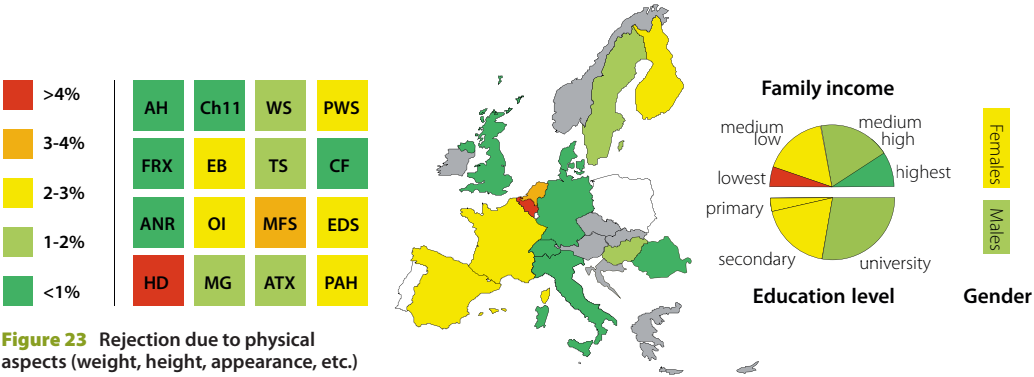 >4%
3-4%
2-3%
1-2%
<1%
AH Ch11 WS PWS
FRX EB TS CF
ANR OI MFS EDS
HD MG ATX PAH
Figure 23 Rejection due to physical
aspects (weight, height, appearance, etc.)
Family income
medium
low
medium
high
lowest
highest
primary
secondary
university
Education level
Females
Males
Gender